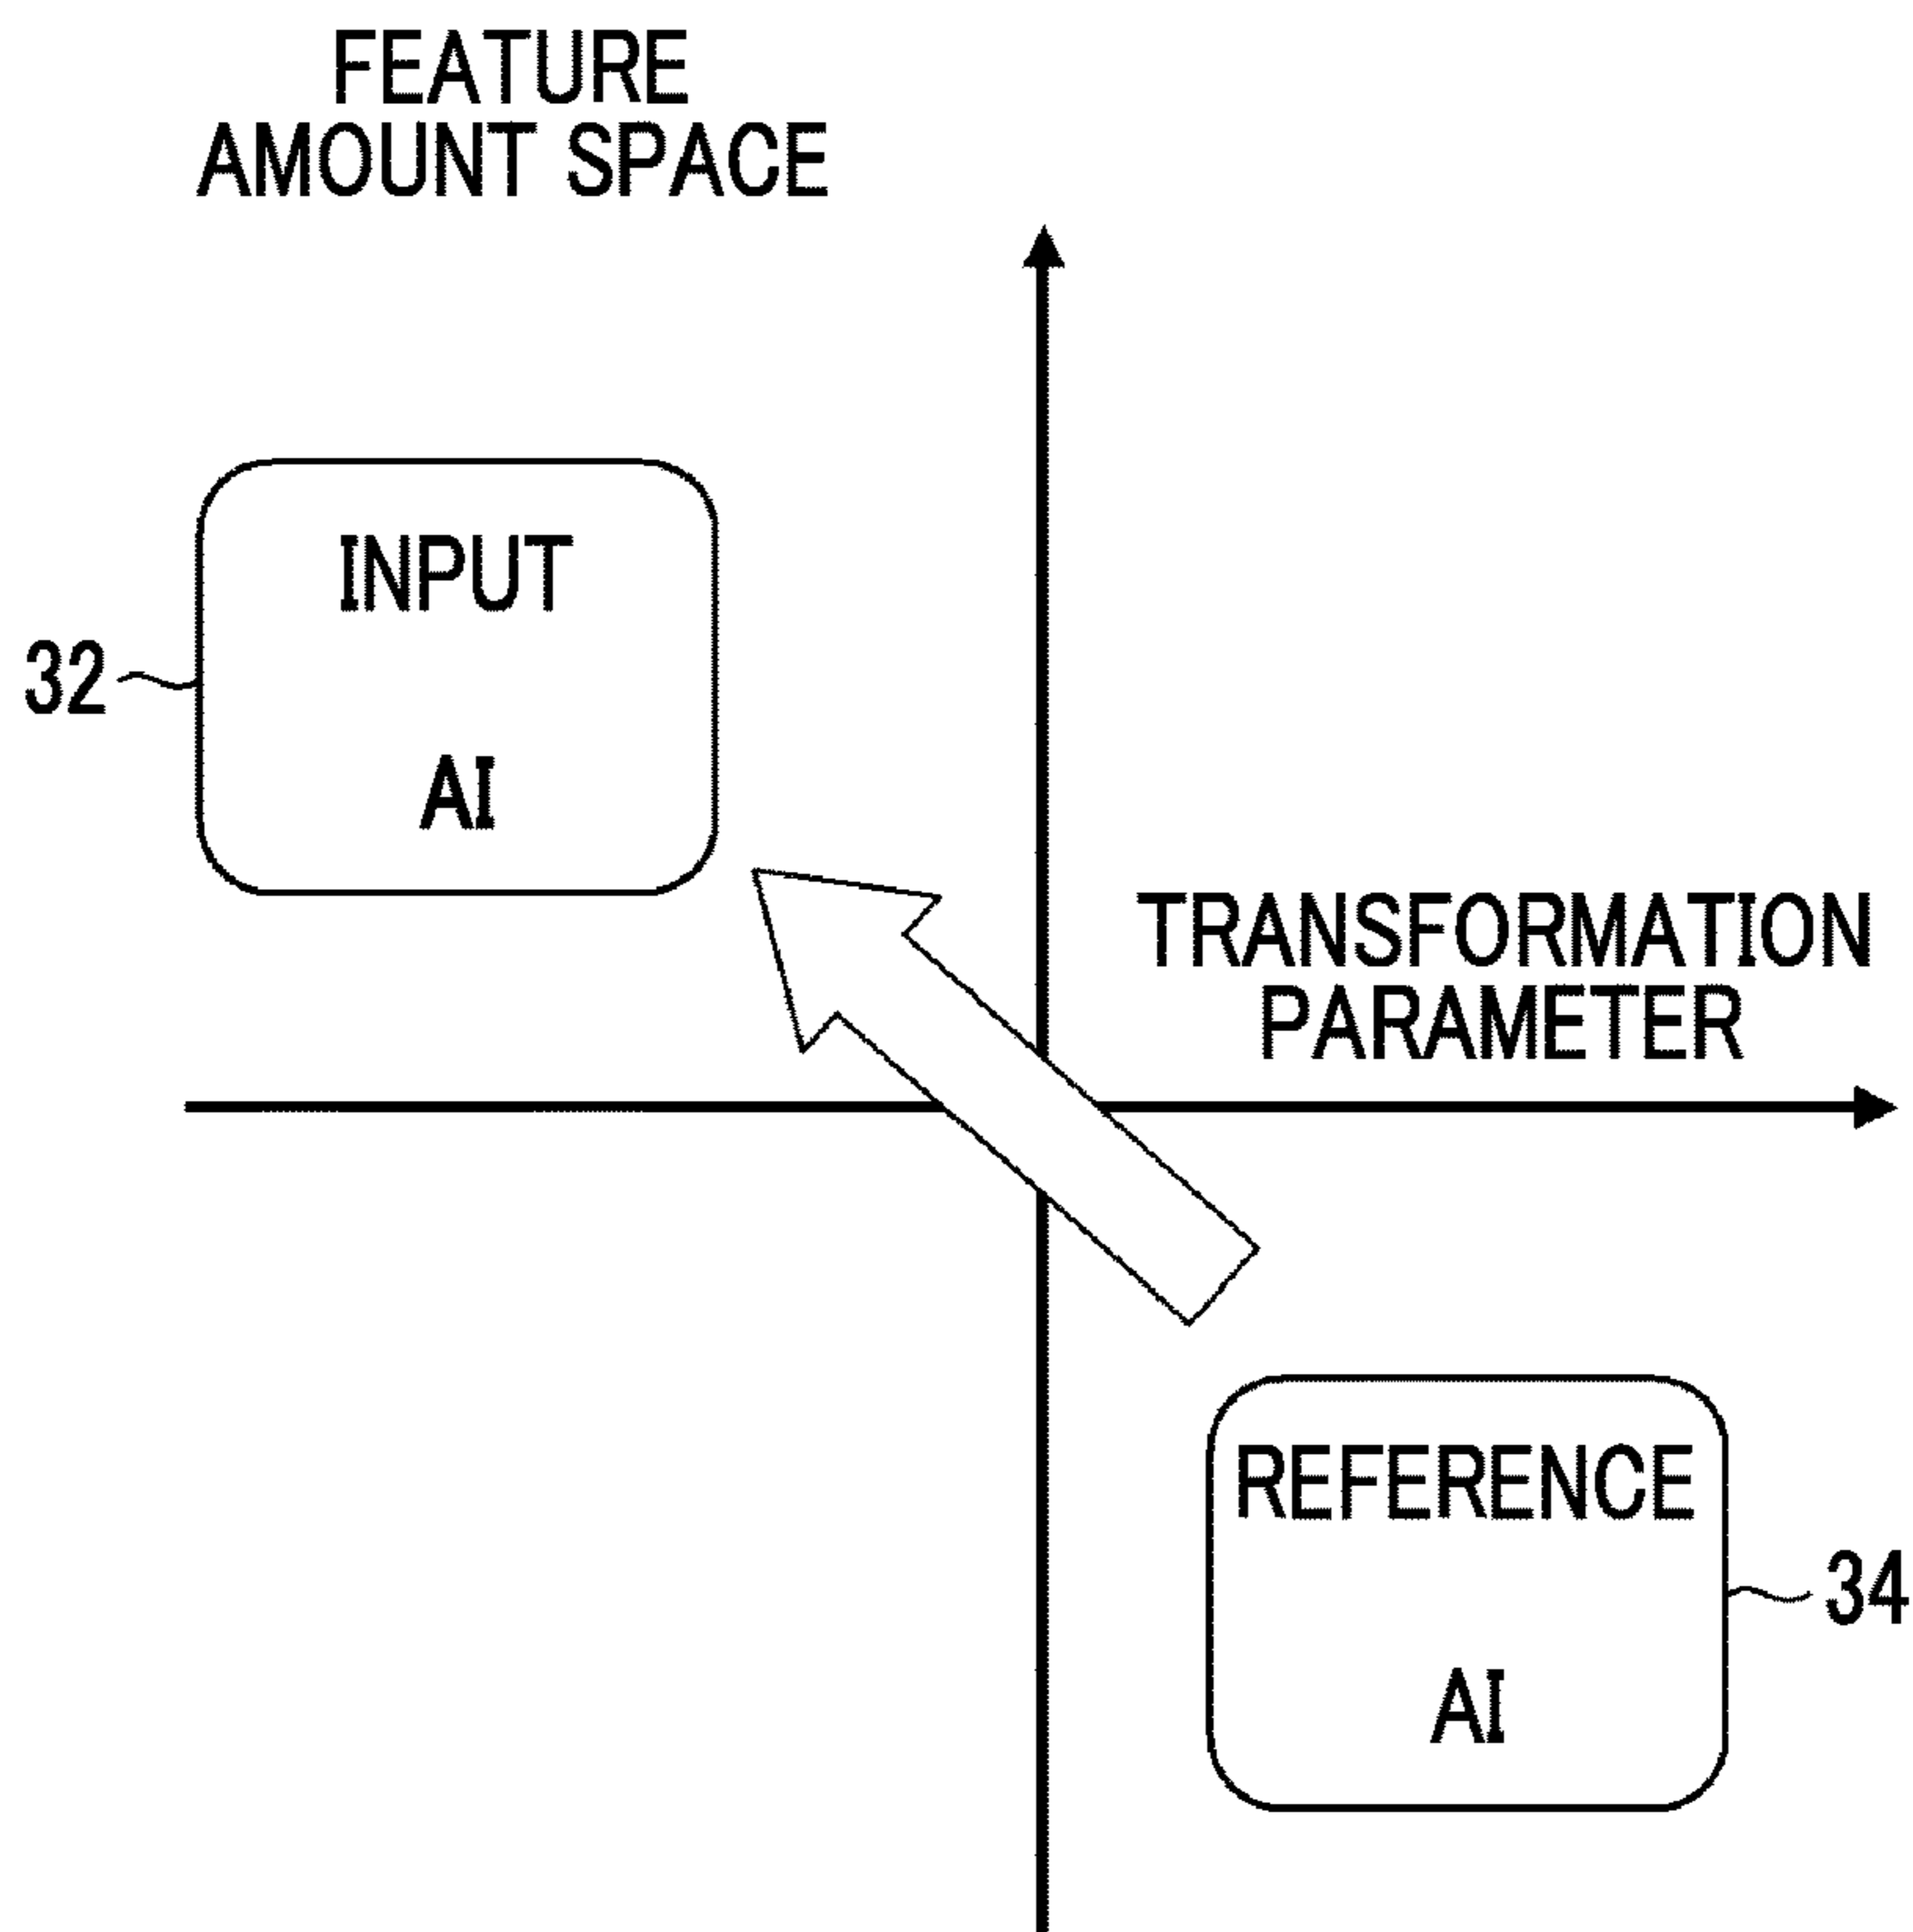 FEATURE
AMOUNT SPACE
INPUT
32
AI
TRANSFORMATION
PARAMETER
REFERENCE
34
AI